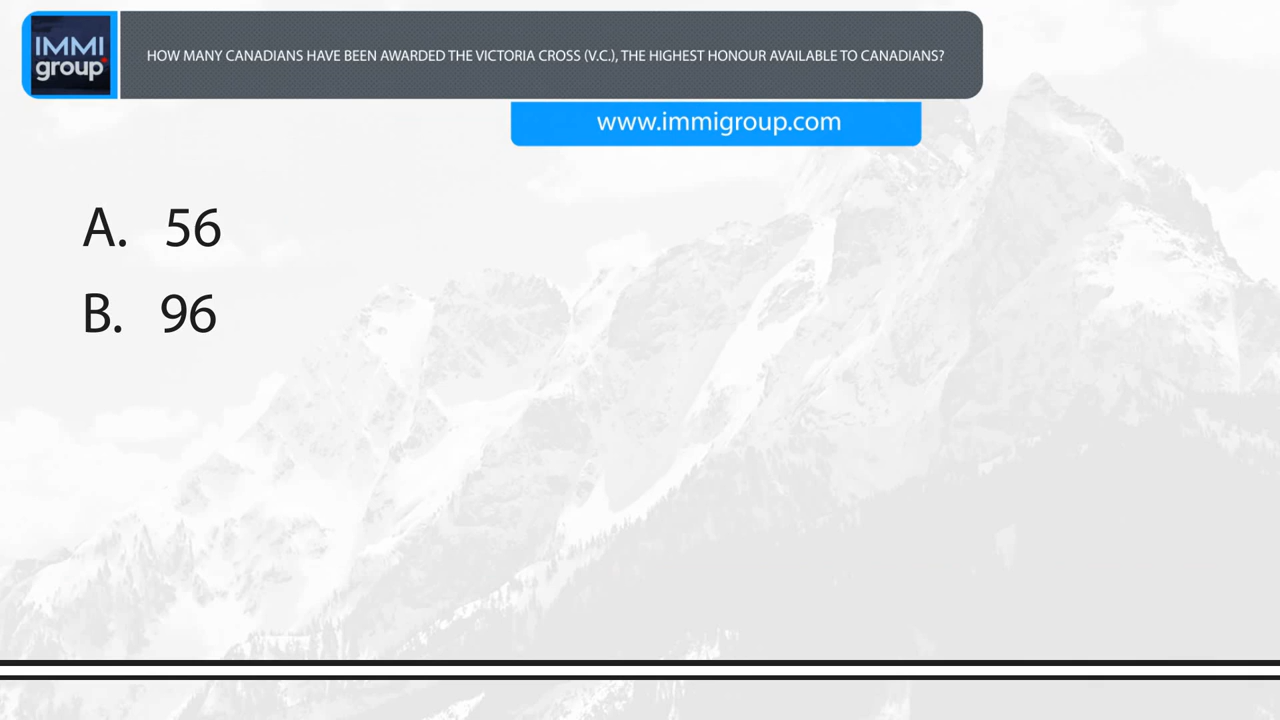 IMMI
group
HOW MANY CANADIANS HAVE BEEN AWARDED THE VICTORIA CROSS (V.C.), THE HIGHEST HONOUR AVAILABLE TO CANADIANS?
www.immigroup.com
A. 56
B. 96